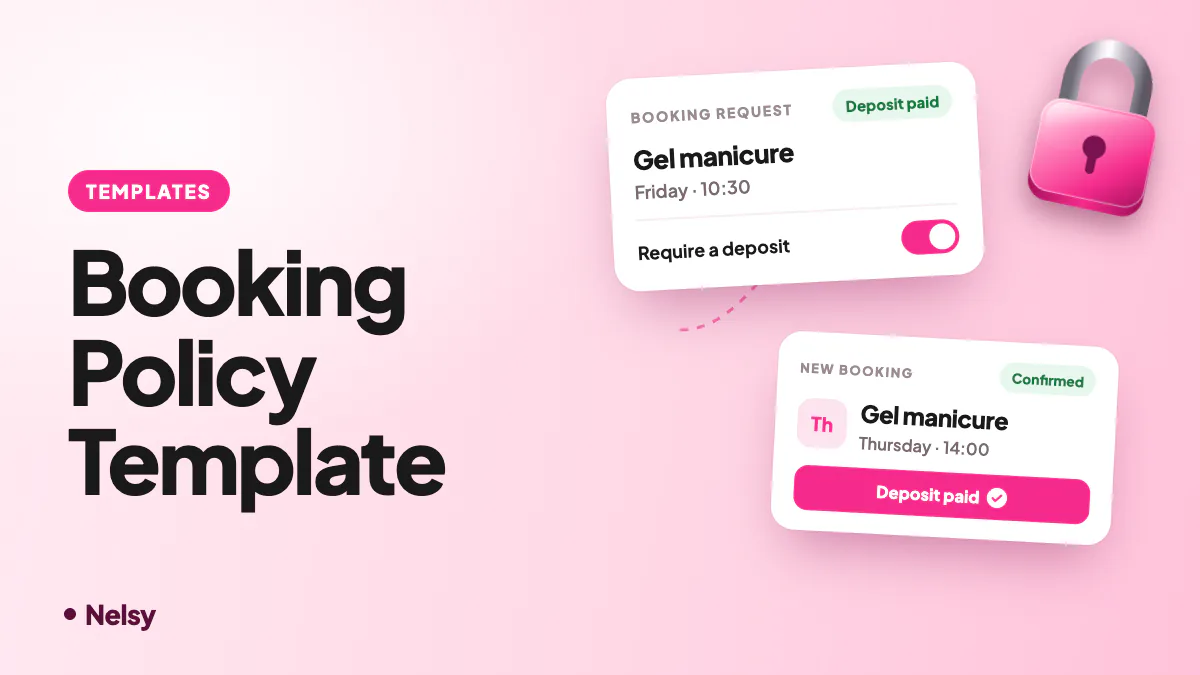 TEMPLATES
Booking
Policy
Template
Nelsy
BOOKING REQUEST
Deposit paid
Gel manicure
Friday · 10:30
Require a deposit
NEW BOOKING
Confirmed
Th
Gel manicure
Thursday · 14:00
Deposit paid